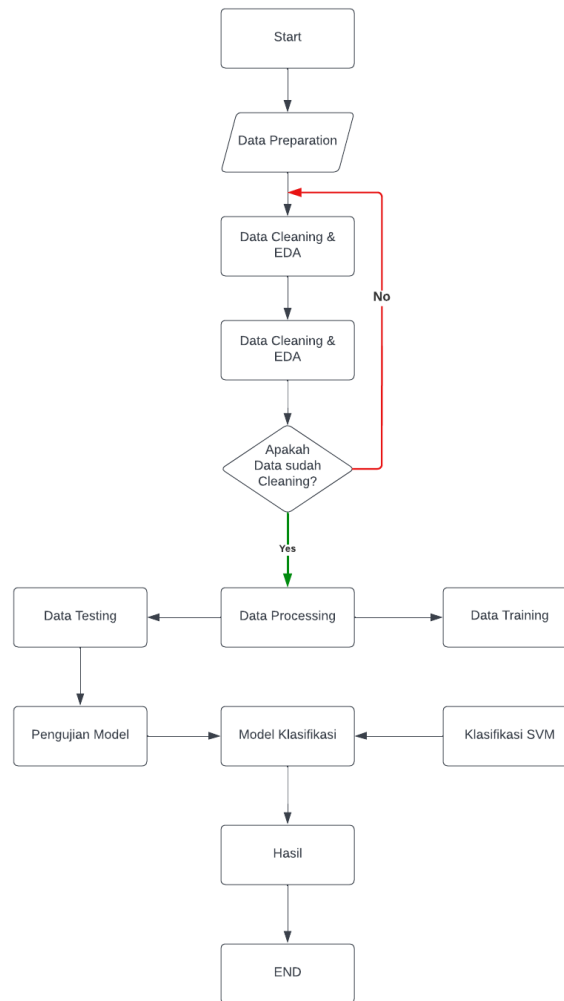 Start
Data Preparation
Data Cleaning &
EDA
No
Data Cleaning &
EDA
Apakah
Data sudah
Cleaning?
Yes
Data Testing
Data Processing
Data Training
Pengujian Model
Model Klasifikasi
Klasifikasi SVM
Hasil
END